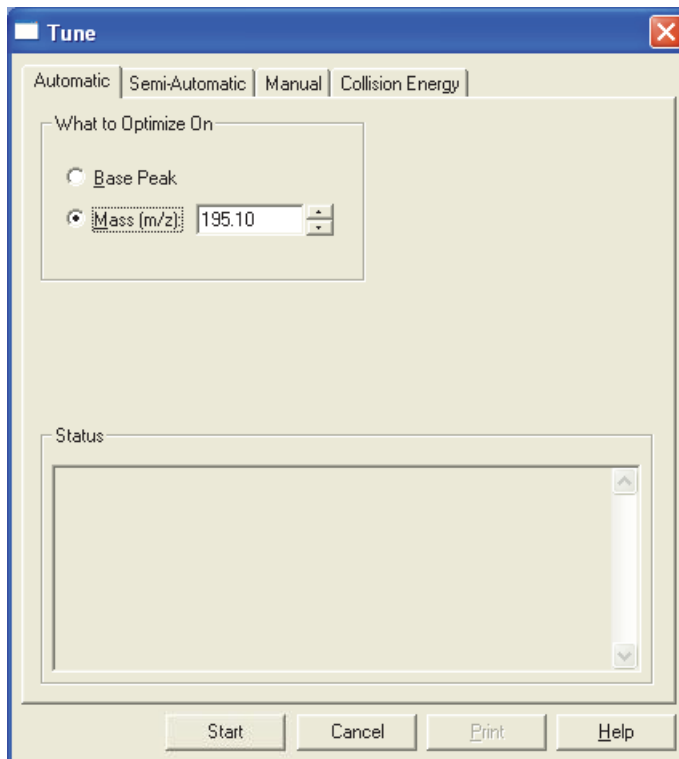 Tune
Automatic Semi-Automatic Manual Collision Energy
What to Optimize On
Base Peak
Mass (m/z): 195.10
Status
Start Cancel Print Help